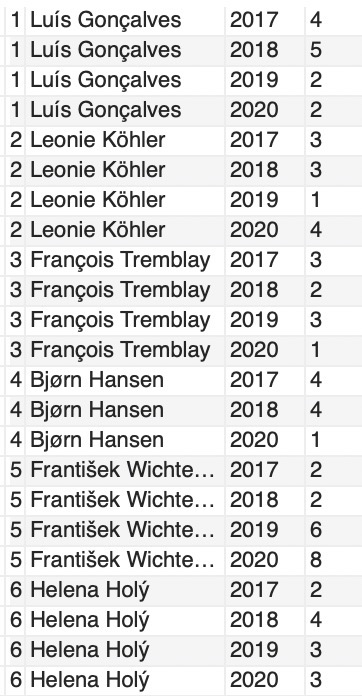 1 Luís Gonçalves 2017 4
1 Luís Gonçalves 2018 5
1 Luís Gonçalves 2019 2
1 Luís Gonçalves 2020 2
2 Leonie Köhler 2017 3
2 Leonie Köhler 2018 3
2 Leonie Köhler 2019 1
2 Leonie Köhler 2020 4
3 François Tremblay 2017 3
3 François Tremblay 2018 2
3 François Tremblay 2019 3
3 François Tremblay 2020 1
4 Bjørn Hansen 2017 4
4 Bjørn Hansen 2018 4
4 Bjørn Hansen 2020 1
5 František Wichte… 2017 2
5 František Wichte… 2018 2
5 František Wichte… 2019 6
5 František Wichte… 2020 8
6 Helena Holý 2017 2
6 Helena Holý 2018 4
6 Helena Holý 2019 3
6 Helena Holý 2020 3